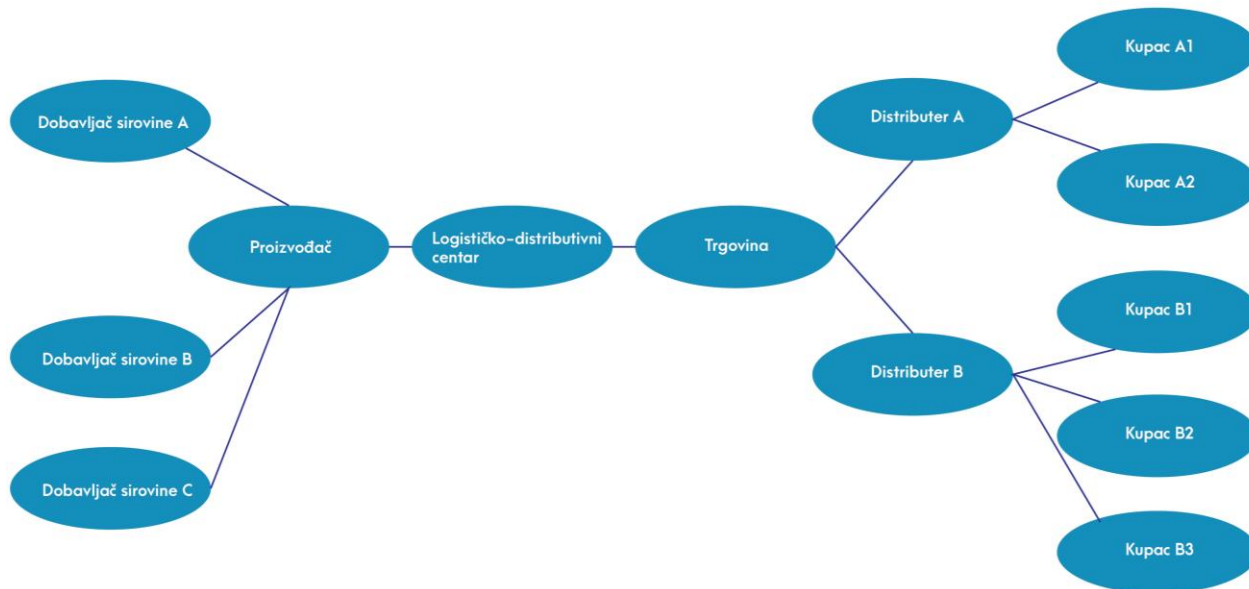 Dobavljač sirovine A
Dobavljač sirovine B
Dobavljač sirovine C
Proizvođač
Logističko-distributivni
centar
Trgovina
Distributer A
Distributer B
Kupac A1
Kupac A2
Kupac B1
Kupac B2
Kupac B3